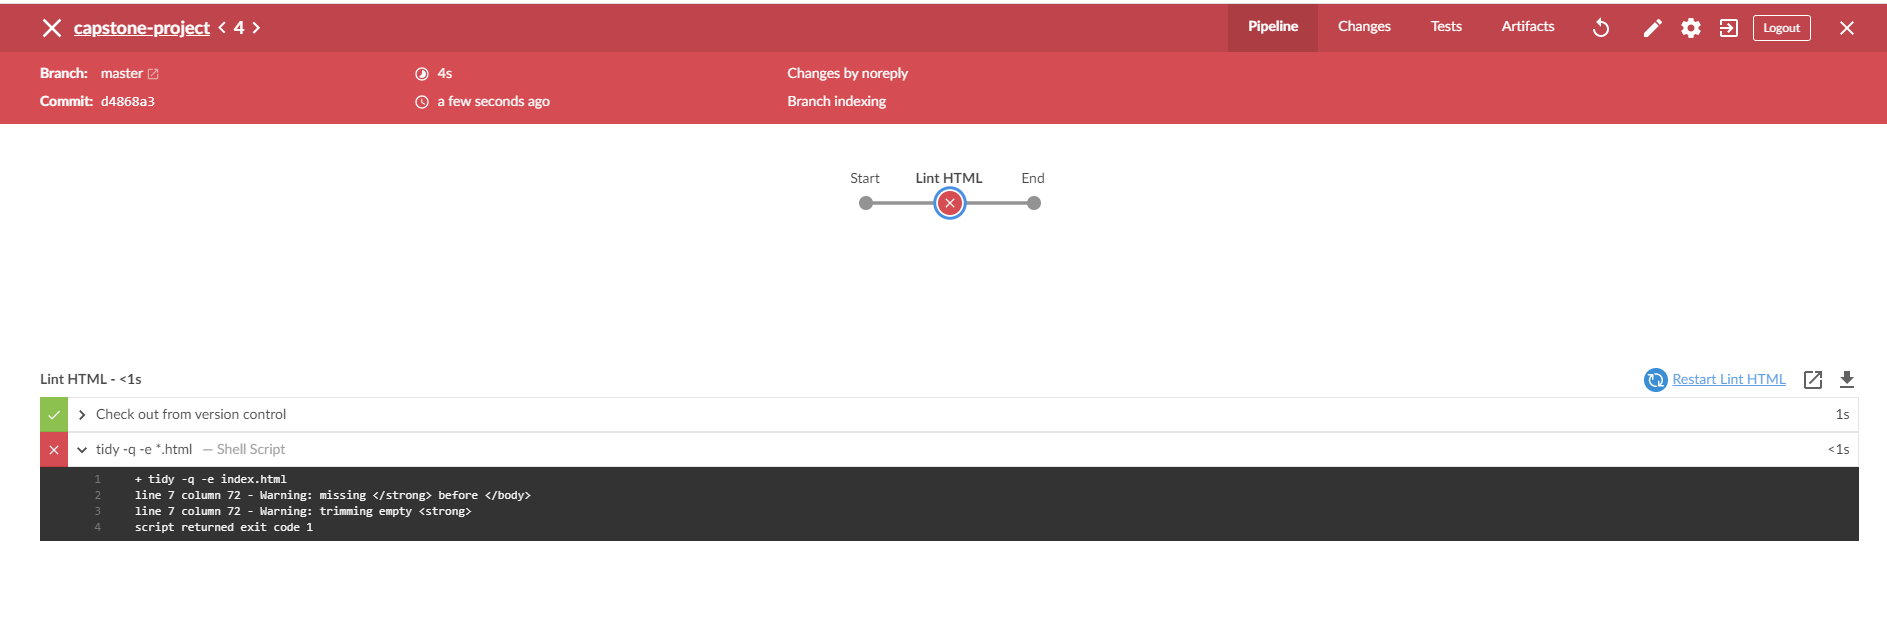 capstone-project < 4 >
Pipeline Changes Tests Artifacts Logout
Branch: master 4s Changes by noreply
Commit: d4868a3 a few seconds ago Branch indexing
Start Lint HTML End
Lint HTML - <1s Restart Lint HTML
Check out from version control 1s
tidy -q -e *.html — Shell Script <1s
1 + tidy -q -e index.html
2 line 7 column 72 - Warning: missing </strong> before </body>
3 line 7 column 72 - Warning: trimming empty <strong>
4 script returned exit code 1